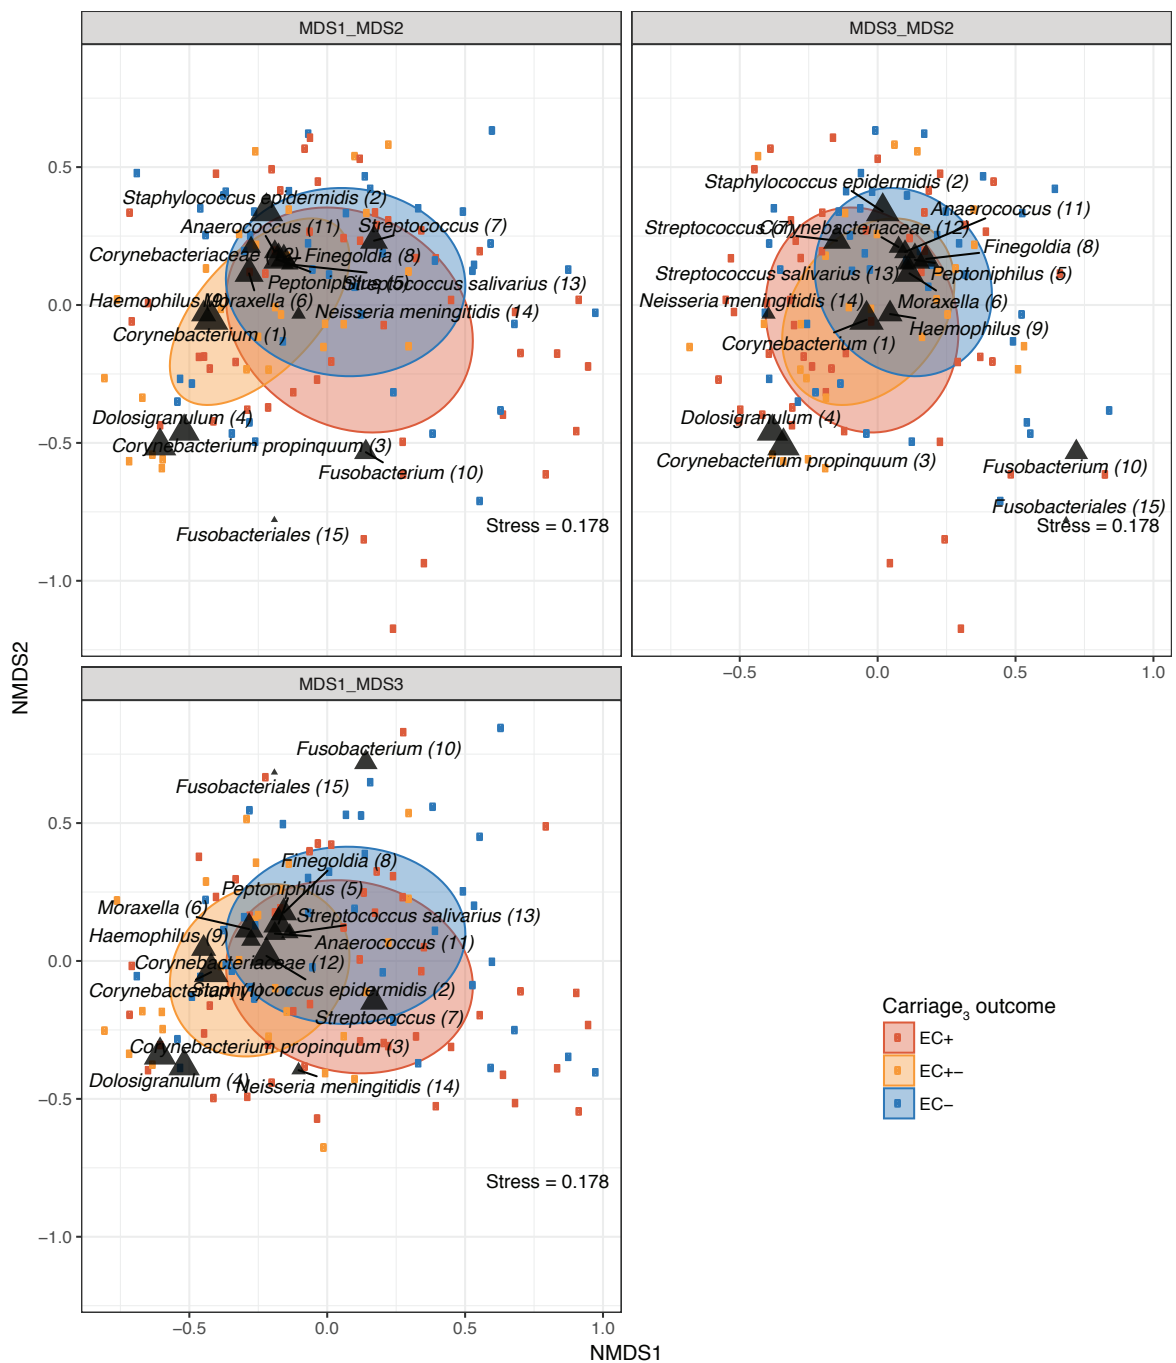 MDS1_MDS2
MDS3_MDS2
0.5
0.0
−0.5
−1.0
Staphylococcus epidermidis (2)
Anaerococcus (11)
Streptococcus (7)
Corynebacteriaceae
Finegoldia (8)
Peptoniphilus (5)
Streptococcus salivarius (13)
Haemophilus (9)
Moraxella (6)
Neisseria meningitidis (14)
Corynebacterium (1)
Dolosigranulum (4)
Corynebacterium propinquum (3)
Fusobacterium (10)
Fusobacteriales (15)
Stress = 0.178
Staphylococcus epidermidis (2)
Anaerococcus (11)
Streptococcus (7)
Corynebacteriaceae (12)
Finegoldia (8)
Streptococcus salivarius (13)
Peptoniphilus (5)
Neisseria meningitidis (14)
Moraxella (6)
Haemophilus (9)
Corynebacterium (1)
Dolosigranulum (4)
Corynebacterium propinquum (3)
Fusobacterium (10)
Fusobacteriales (15)
Stress = 0.178
−0.5
0.0
0.5
1.0
NMDS2
MDS1_MDS3
0.5
0.0
−0.5
−1.0
Fusobacterium (10)
Fusobacteriales (15)
Finegoldia (8)
Peptoniphilus (5)
Moraxella (6)
Streptococcus salivarius (13)
Haemophilus (9)
Anaerococcus (11)
Corynebacteriaceae (12)
Corynebacterium
Staphylococcus epidermidis (2)
Streptococcus (7)
Corynebacterium propinquum (3)
Dolosigranulum (4)
Neisseria meningitidis (14)
Stress = 0.178
−0.5
0.0
0.5
1.0
NMDS1
Carriage3 outcome
EC+
EC+−
EC−